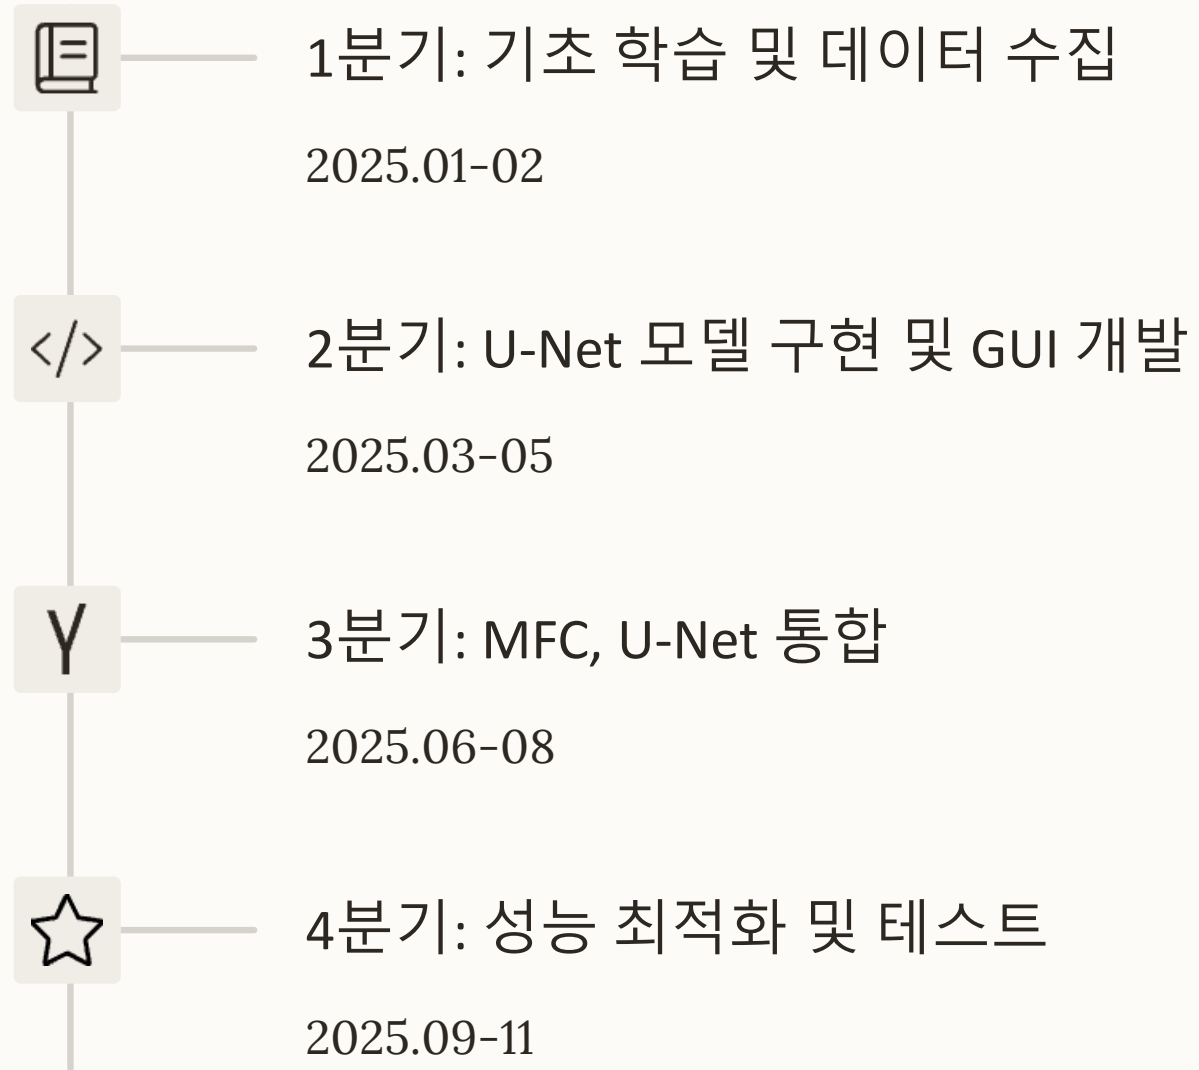 1분기: 기초 학습 및 데이터 수집
2025.01-02
2분기: U-Net 모델 구현 및 GUI 개발
2025.03-05
3분기: MFC, U-Net 통합
2025.06-08
4분기: 성능 최적화 및 테스트
2025.09-11